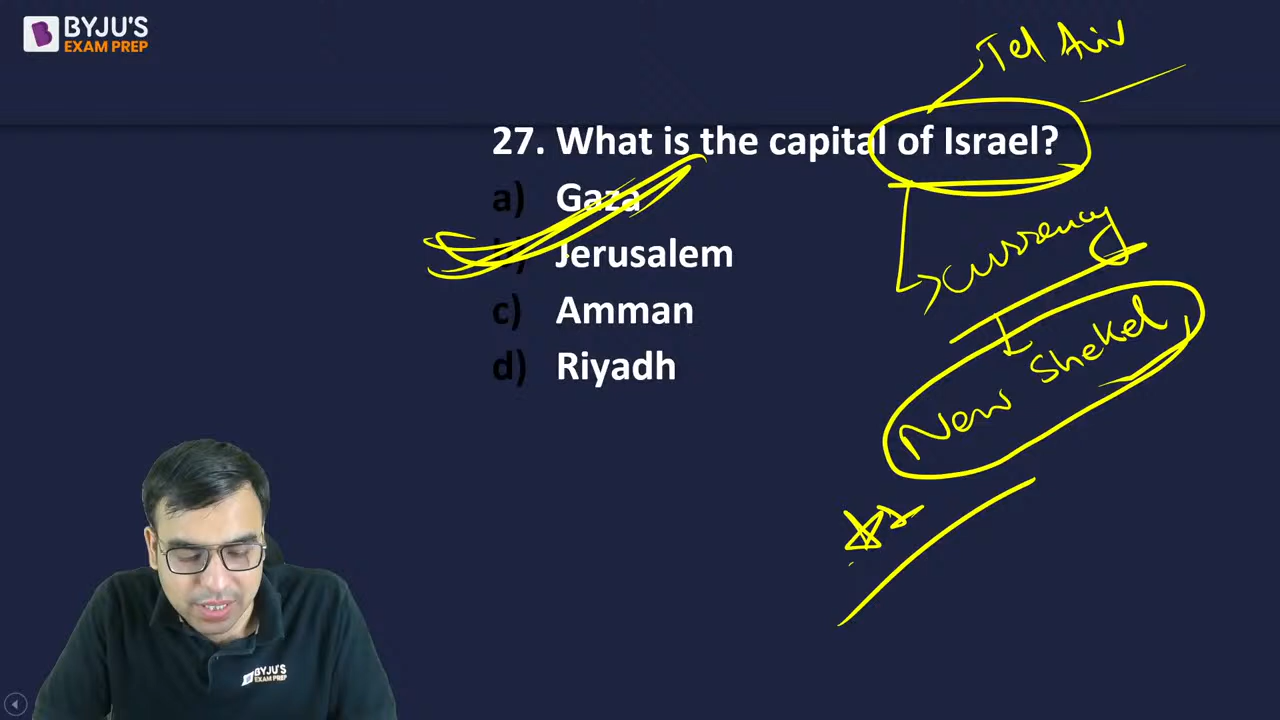 BYJU'S
EXAM PREP
Tel Aviv
27. What is the capital of Israel?
a) Gaza
b) Jerusalem
c) Amman
d) Riyadh
currency
New Shekel
BYJU'S
EXAM PREP